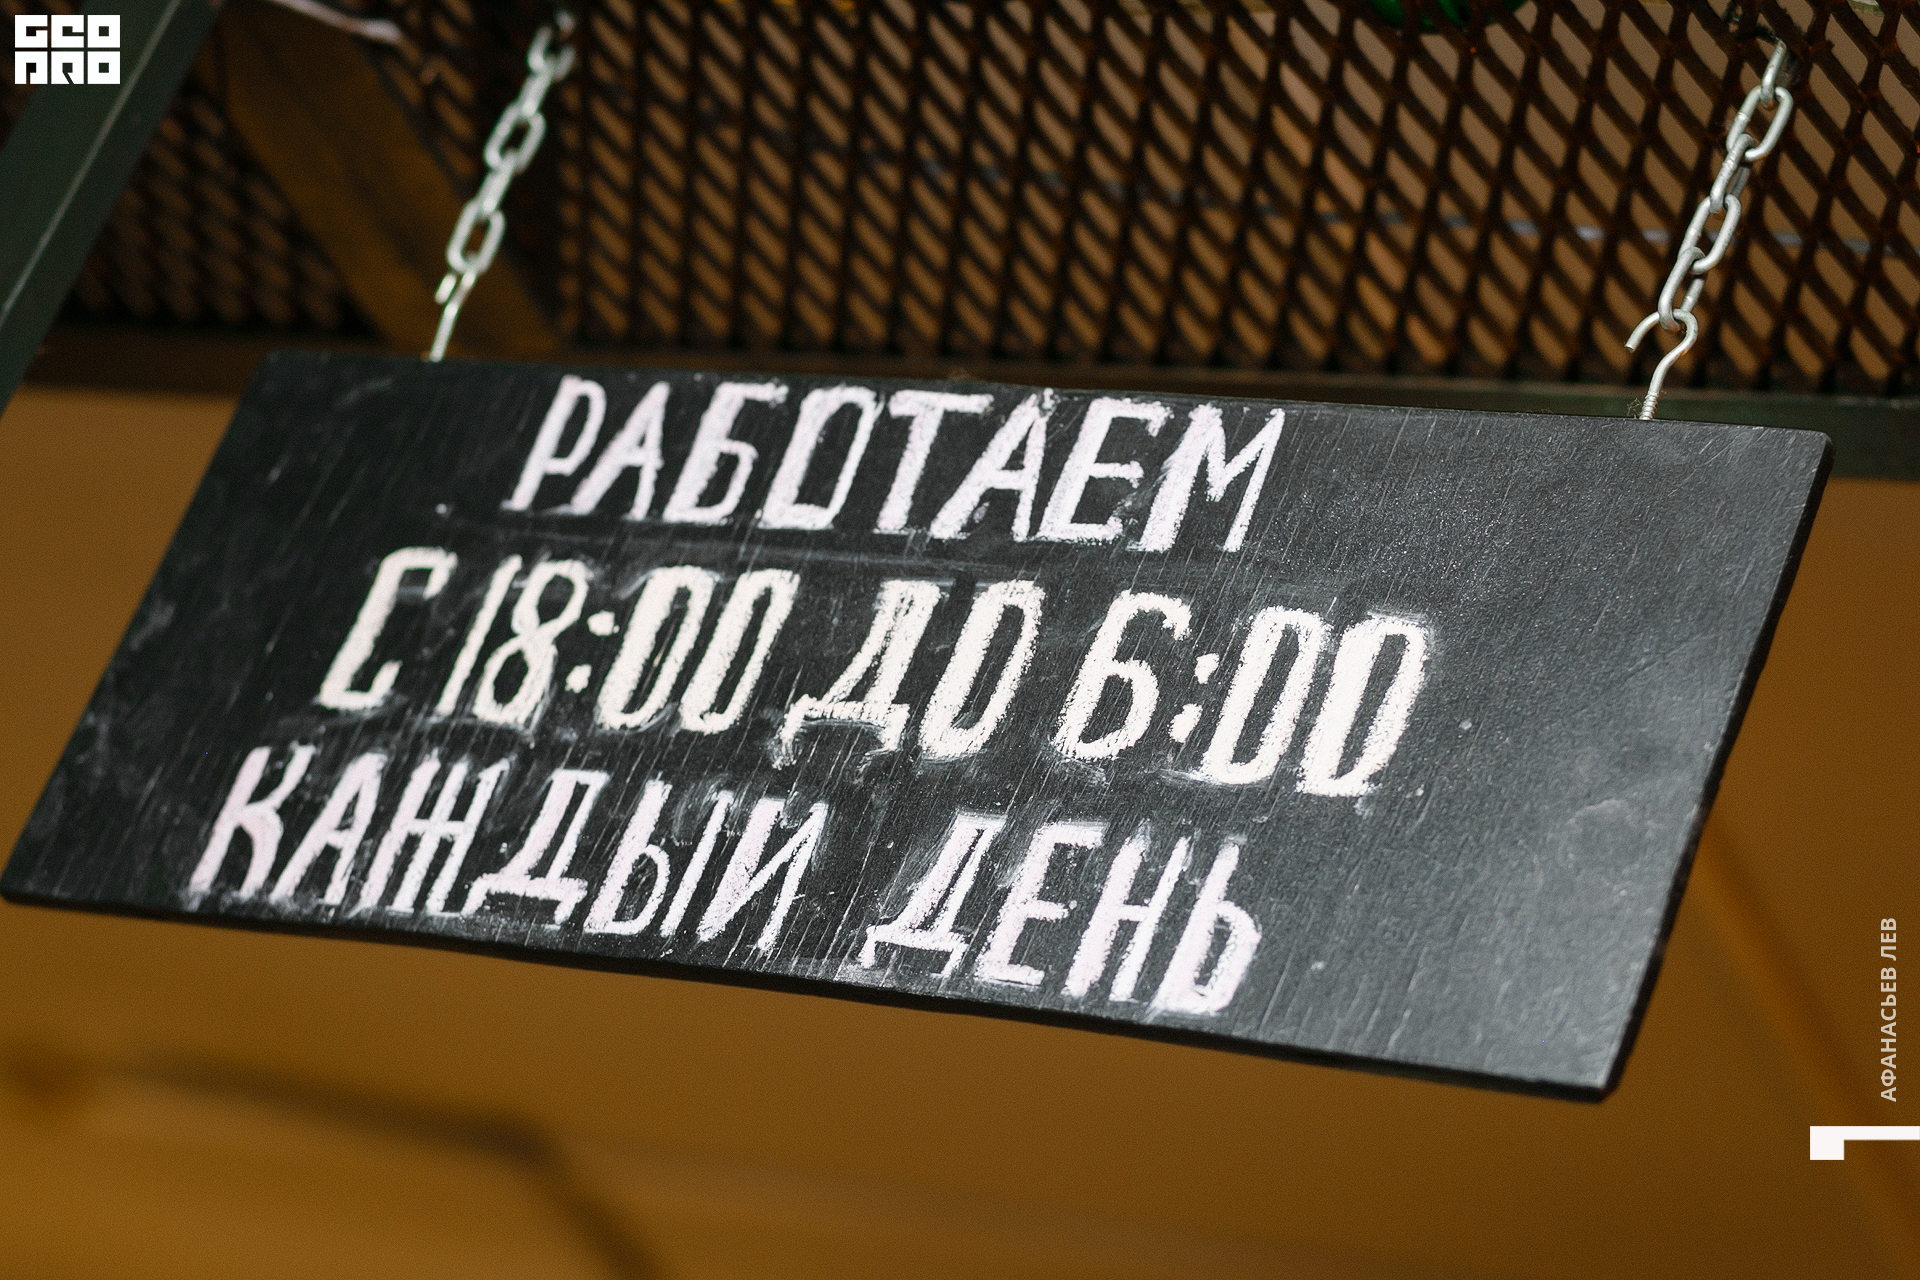 GEO
PRO
РАБОТАЕМ
С 18:00 ДО 6:00
КАЖДЫЙ ДЕНЬ
АФАНАСЬЕВ ЛЕВ